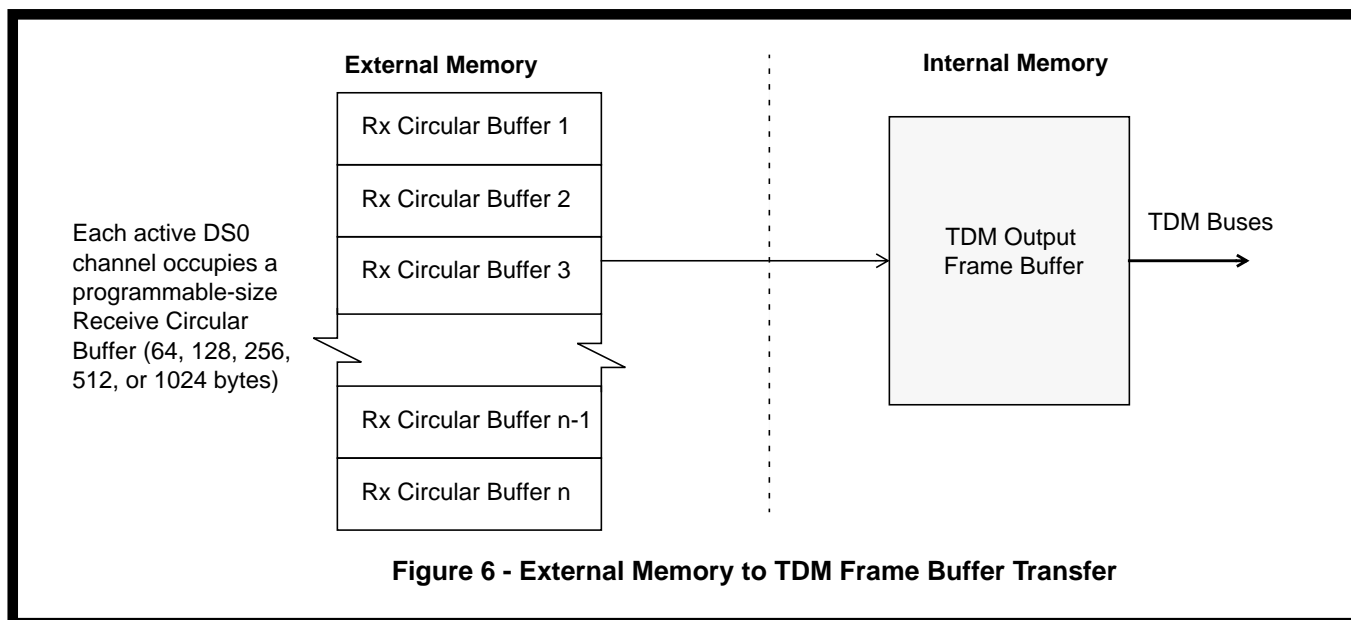 External Memory
Internal Memory
Rx Circular Buffer 1
Rx Circular Buffer 2
Rx Circular Buffer 3
Rx Circular Buffer n-1
Rx Circular Buffer n
Each active DS0
channel occupies a
programmable-size
Receive Circular
Buffer (64, 128, 256,
512, or 1024 bytes)
TDM Output
Frame Buffer
TDM Buses
Figure 6 - External Memory to TDM Frame Buffer Transfer